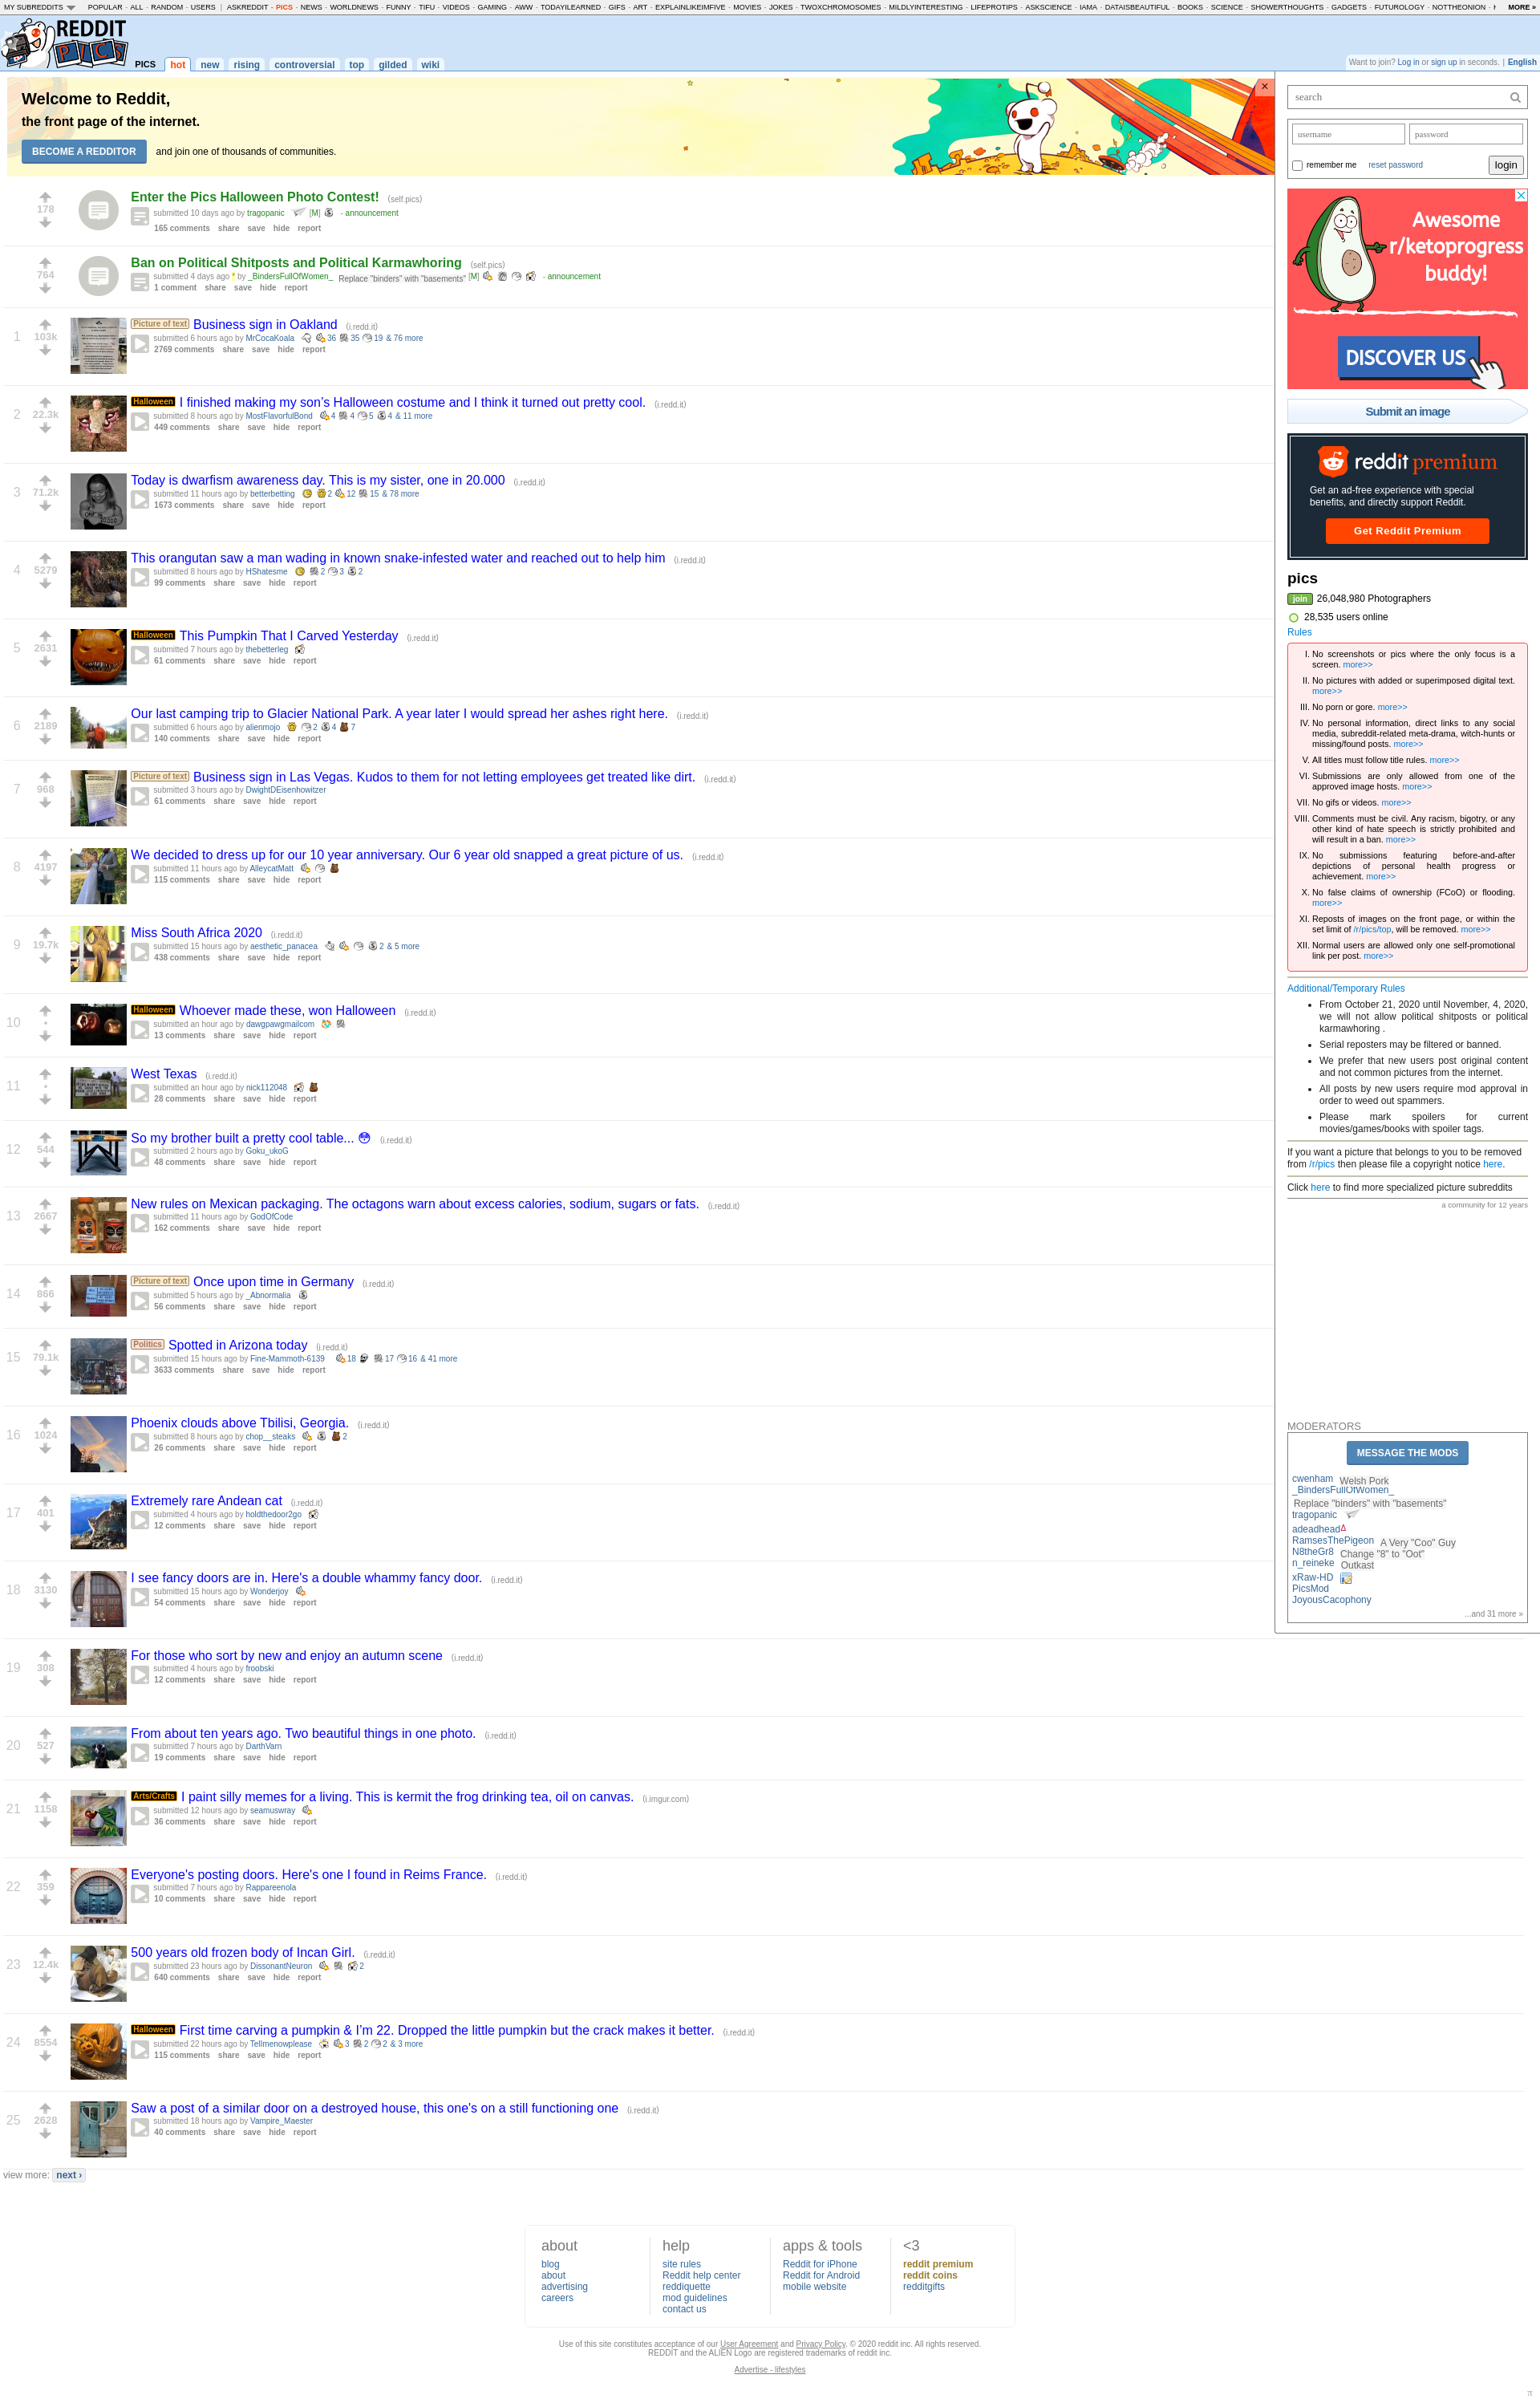 MY SUBREDDITS POPULAR - ALL - RANDOM - USERS | ASKREDDIT - PICS - NEWS - WORLDNEWS - FUNNY - TIFU - VIDEOS - GAMING - AWW - TODAYILEARNED - GIFS - ART - EXPLAINLIKEIMFIVE - MOVIES - JOKES - TWOXCHROMOSOMES - MILDLYINTERESTING - LIFEPROTIPS - ASKSCIENCE - IAMA - DATAISBEAUTIFUL - BOOKS - SCIENCE - SHOWERTHOUGHTS - GADGETS - FUTUROLOGY - NOTTHEONION - MORE »
REDDIT PICS
PICS hot new rising controversial top gilded wiki
Want to join? Log in or sign up in seconds. | English
Welcome to Reddit,
the front page of the internet.
BECOME A REDDITOR and join one of thousands of communities.
×
178
Enter the Pics Halloween Photo Contest! (self.pics)
submitted 10 days ago by tragopanic [M] - announcement
165 comments share save hide report
764
Ban on Political Shitposts and Political Karmawhoring (self.pics)
submitted 4 days ago * by _BindersFullOfWomen_ Replace "binders" with "basements" [M] - announcement
1 comment share save hide report
1 103k
Picture of text Business sign in Oakland (i.redd.it)
submitted 6 hours ago by MrCocaKoala 36 35 19 & 76 more
2769 comments share save hide report
2 22.3k
Halloween I finished making my son’s Halloween costume and I think it turned out pretty cool. (i.redd.it)
submitted 8 hours ago by MostFlavorfulBond 4 4 5 4 & 11 more
449 comments share save hide report
3 71.2k
Today is dwarfism awareness day. This is my sister, one in 20.000 (i.redd.it)
submitted 11 hours ago by betterbetting 2 12 15 & 78 more
1673 comments share save hide report
4 5279
This orangutan saw a man wading in known snake-infested water and reached out to help him (i.redd.it)
submitted 8 hours ago by HShatesme 2 3 2
99 comments share save hide report
5 2631
Halloween This Pumpkin That I Carved Yesterday (i.redd.it)
submitted 7 hours ago by thebetterleg
61 comments share save hide report
6 2189
Our last camping trip to Glacier National Park. A year later I would spread her ashes right here. (i.redd.it)
submitted 6 hours ago by alienmojo 2 4 7
140 comments share save hide report
7 968
Picture of text Business sign in Las Vegas. Kudos to them for not letting employees get treated like dirt. (i.redd.it)
submitted 3 hours ago by DwightDEisenhowitzer
61 comments share save hide report
8 4197
We decided to dress up for our 10 year anniversary. Our 6 year old snapped a great picture of us. (i.redd.it)
submitted 11 hours ago by AlleycatMatt
115 comments share save hide report
9 19.7k
Miss South Africa 2020 (i.redd.it)
submitted 15 hours ago by aesthetic_panacea 2 & 5 more
438 comments share save hide report
10 •
Halloween Whoever made these, won Halloween (i.redd.it)
submitted an hour ago by dawgpawgmailcom
13 comments share save hide report
11 •
West Texas (i.redd.it)
submitted an hour ago by nick112048
28 comments share save hide report
12 544
So my brother built a pretty cool table... 😳 (i.redd.it)
submitted 2 hours ago by Goku_ukoG
48 comments share save hide report
13 2667
New rules on Mexican packaging. The octagons warn about excess calories, sodium, sugars or fats. (i.redd.it)
submitted 11 hours ago by GodOfCode
162 comments share save hide report
14 866
Picture of text Once upon time in Germany (i.redd.it)
submitted 5 hours ago by _Abnormalia
56 comments share save hide report
15 79.1k
Politics Spotted in Arizona today (i.redd.it)
submitted 15 hours ago by Fine-Mammoth-6139 18 17 16 & 41 more
3633 comments share save hide report
16 1024
Phoenix clouds above Tbilisi, Georgia. (i.redd.it)
submitted 8 hours ago by chop__steaks 2
26 comments share save hide report
17 401
Extremely rare Andean cat (i.redd.it)
submitted 4 hours ago by holdthedoor2go
12 comments share save hide report
18 3130
I see fancy doors are in. Here's a double whammy fancy door. (i.redd.it)
submitted 15 hours ago by Wonderjoy
54 comments share save hide report
19 308
For those who sort by new and enjoy an autumn scene (i.redd.it)
submitted 4 hours ago by froobski
12 comments share save hide report
20 527
From about ten years ago. Two beautiful things in one photo. (i.redd.it)
submitted 7 hours ago by DarthVarn
19 comments share save hide report
21 1158
Arts/Crafts I paint silly memes for a living. This is kermit the frog drinking tea, oil on canvas. (i.imgur.com)
submitted 12 hours ago by seamuswray
36 comments share save hide report
22 359
Everyone's posting doors. Here's one I found in Reims France. (i.redd.it)
submitted 7 hours ago by Rappareenola
10 comments share save hide report
23 12.4k
500 years old frozen body of Incan Girl. (i.redd.it)
submitted 23 hours ago by DissonantNeuron 2
640 comments share save hide report
24 8554
Halloween First time carving a pumpkin & I’m 22. Dropped the little pumpkin but the crack makes it better. (i.redd.it)
submitted 22 hours ago by Tellmenowplease 3 2 2 & 3 more
115 comments share save hide report
25 2628
Saw a post of a similar door on a destroyed house, this one's on a still functioning one (i.redd.it)
submitted 18 hours ago by Vampire_Maester
40 comments share save hide report
view more: next ›
search
username password
remember me reset password login
Awesome
r/ketoprogress
buddy!
DISCOVER US
Submit an image
reddit premium
Get an ad-free experience with special
benefits, and directly support Reddit.
Get Reddit Premium
pics
join 26,048,980 Photographers
28,535 users online
Rules
I. No screenshots or pics where the only focus is a
screen. more>>
II. No pictures with added or superimposed digital text.
more>>
III. No porn or gore. more>>
IV. No personal information, direct links to any social
media, subreddit-related meta-drama, witch-hunts or
missing/found posts. more>>
V. All titles must follow title rules. more>>
VI. Submissions are only allowed from one of the
approved image hosts. more>>
VII. No gifs or videos. more>>
VIII. Comments must be civil. Any racism, bigotry, or any
other kind of hate speech is strictly prohibited and
will result in a ban. more>>
IX. No submissions featuring before-and-after
depictions of personal health progress or
achievement. more>>
X. No false claims of ownership (FCoO) or flooding.
more>>
XI. Reposts of images on the front page, or within the
set limit of /r/pics/top, will be removed. more>>
XII. Normal users are allowed only one self-promotional
link per post. more>>
Additional/Temporary Rules
• From October 21, 2020 until November, 4, 2020,
we will not allow political shitposts or political
karmawhoring .
• Serial reposters may be filtered or banned.
• We prefer that new users post original content
and not common pictures from the internet.
• All posts by new users require mod approval in
order to weed out spammers.
• Please mark spoilers for current
movies/games/books with spoiler tags.
If you want a picture that belongs to you to be removed
from /r/pics then please file a copyright notice here.
Click here to find more specialized picture subreddits
a community for 12 years
MODERATORS
MESSAGE THE MODS
cwenham Welsh Pork
_BindersFullOfWomen_
Replace "binders" with "basements"
tragopanic
adeadhead Δ
RamsesThePigeon A Very "Coo" Guy
N8theGr8 Change "8" to "Oot"
n_reineke Outkast
xRaw-HD
PicsMod
JoyousCacophony
...and 31 more »
about
blog
about
advertising
careers
help
site rules
Reddit help center
reddiquette
mod guidelines
contact us
apps & tools
Reddit for iPhone
Reddit for Android
mobile website
<3
reddit premium
reddit coins
redditgifts
Use of this site constitutes acceptance of our User Agreement and Privacy Policy. © 2020 reddit inc. All rights reserved.
REDDIT and the ALIEN Logo are registered trademarks of reddit inc.
Advertise - lifestyles
π